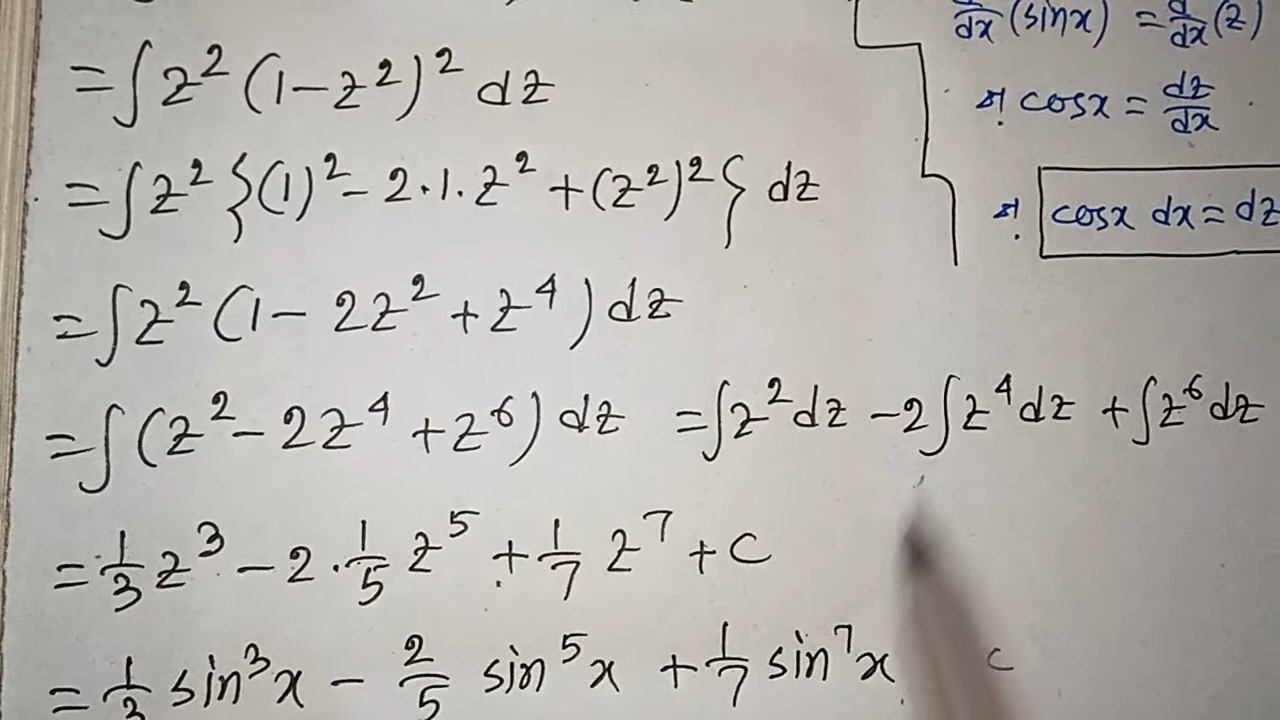 = ∫ z² (1 − z²)² dz
= ∫ z² {(1)² − 2·1·z² + (z²)²} dz
= ∫ z² (1 − 2z² + z⁴) dz
= ∫ (z² − 2z⁴ + z⁶) dz = ∫ z² dz − 2∫ z⁴ dz + ∫ z⁶ dz
= 1/3 z³ − 2·1/5 z⁵ + 1/7 z⁷ + c
= 1/3 sin³x − 2/5 sin⁵x + 1/7 sin⁷x c
d/dx (sinx) = d/dx (z)
বা, cosx = dz/dx
বা, cosx dx = dz